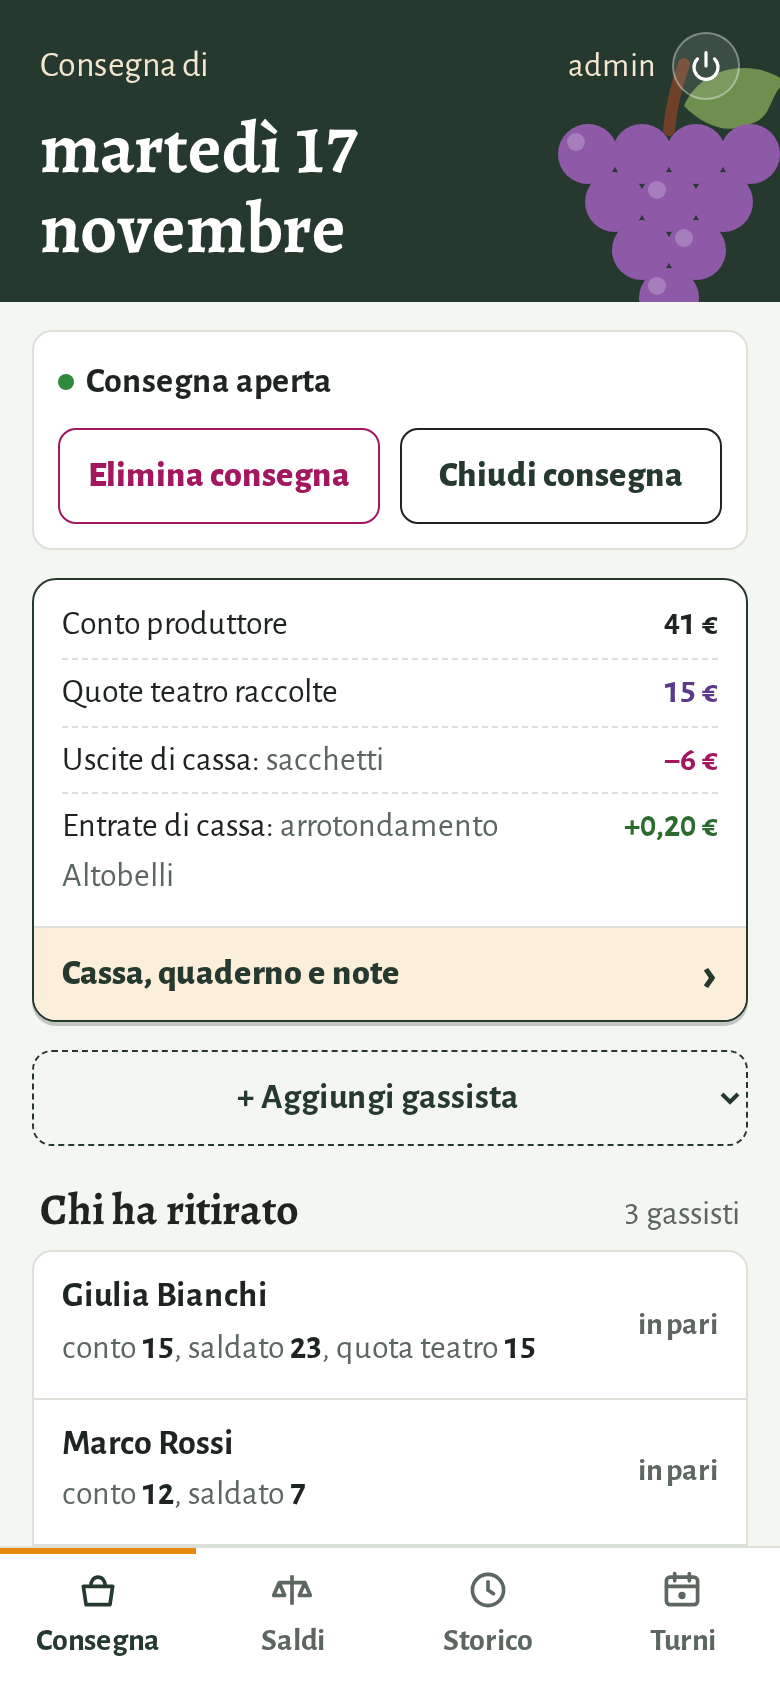 Consegna di
admin
martedì 17
novembre
Consegna aperta
Elimina consegna
Chiudi consegna
Conto produttore 41 €
Quote teatro raccolte 15 €
Uscite di cassa: sacchetti −6 €
Entrate di cassa: arrotondamento +0,20 €
Altobelli
Cassa, quaderno e note ›
+ Aggiungi gassista
Chi ha ritirato 3 gassisti
Giulia Bianchi
conto 15, saldato 23, quota teatro 15
in pari
Marco Rossi
conto 12, saldato 7
in pari
Consegna Saldi Storico Turni